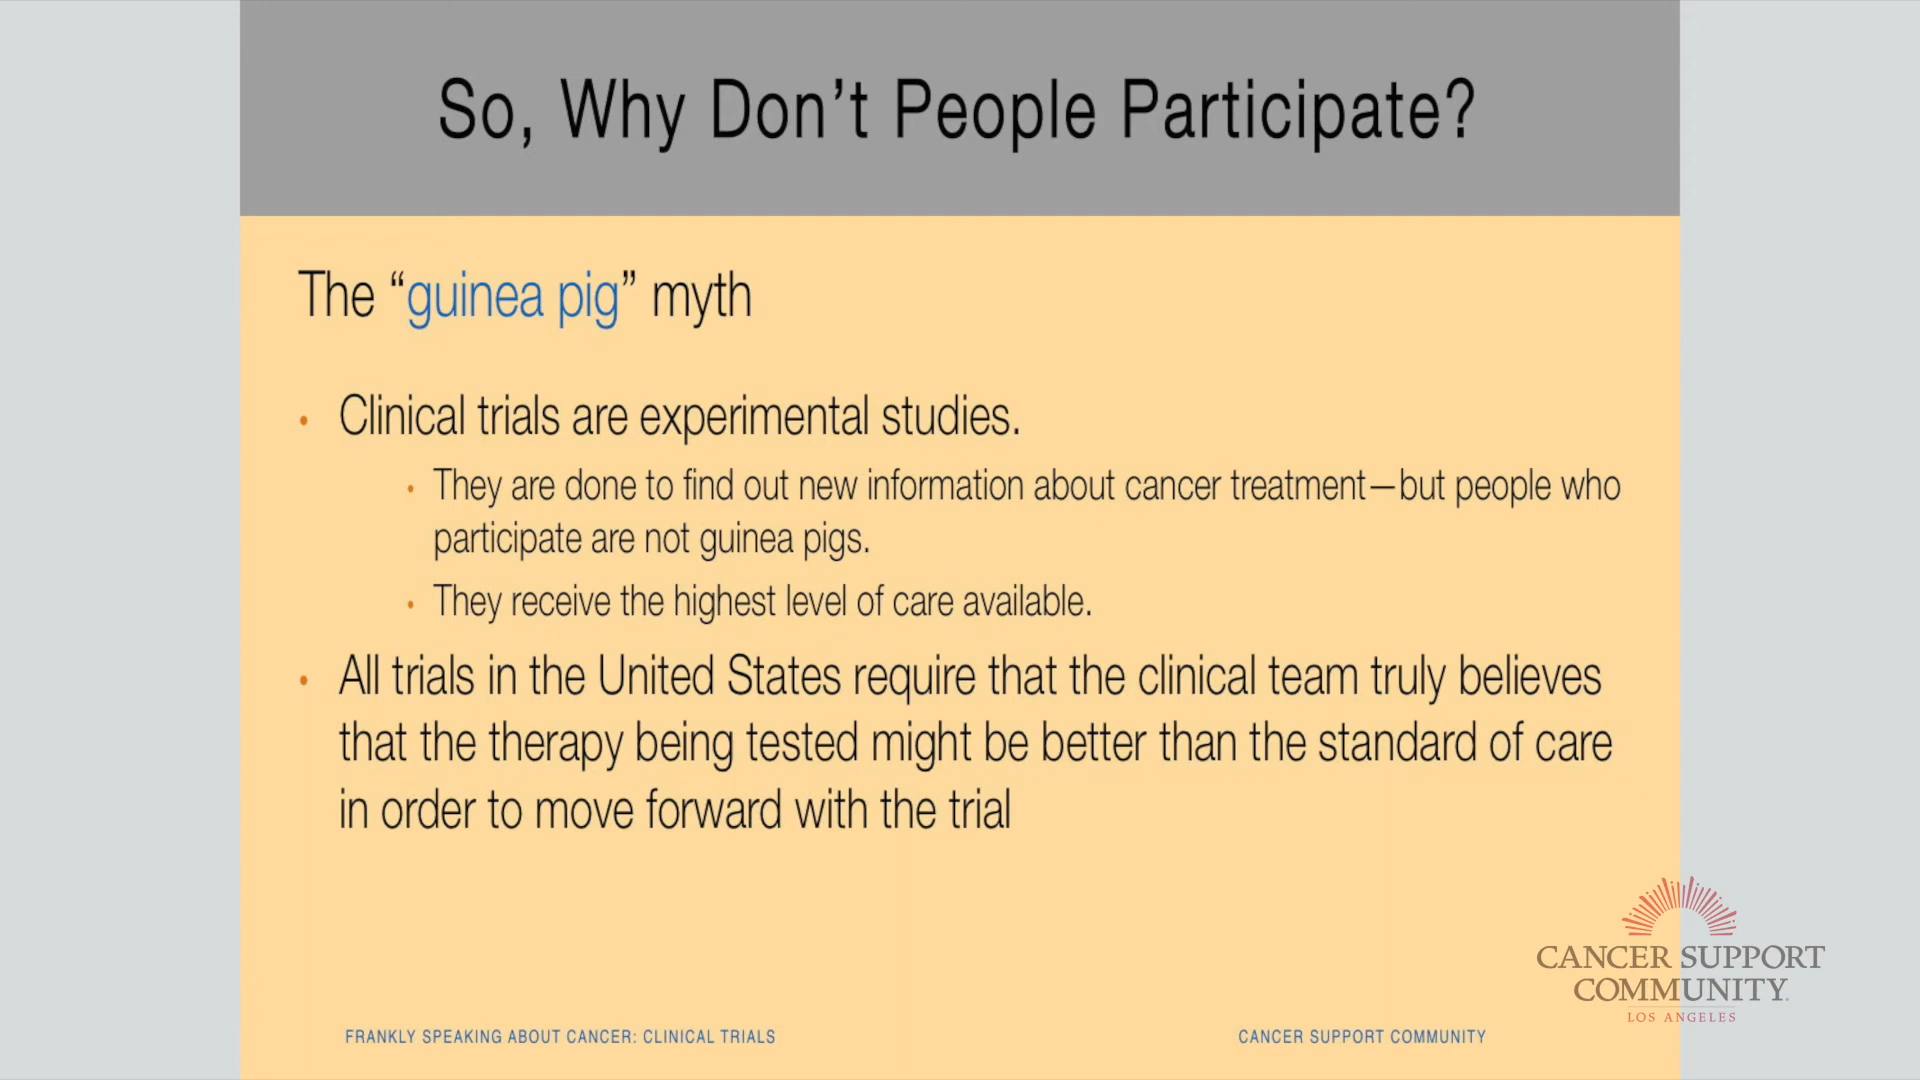 So, Why Don’t People Participate?
The “guinea pig” myth
• Clinical trials are experimental studies.
• They are done to find out new information about cancer treatment—but people who
participate are not guinea pigs.
• They receive the highest level of care available.
• All trials in the United States require that the clinical team truly believes
that the therapy being tested might be better than the standard of care
in order to move forward with the trial
CANCER SUPPORT
COMMUNITY
LOS ANGELES
FRANKLY SPEAKING ABOUT CANCER: CLINICAL TRIALS
CANCER SUPPORT COMMUNITY